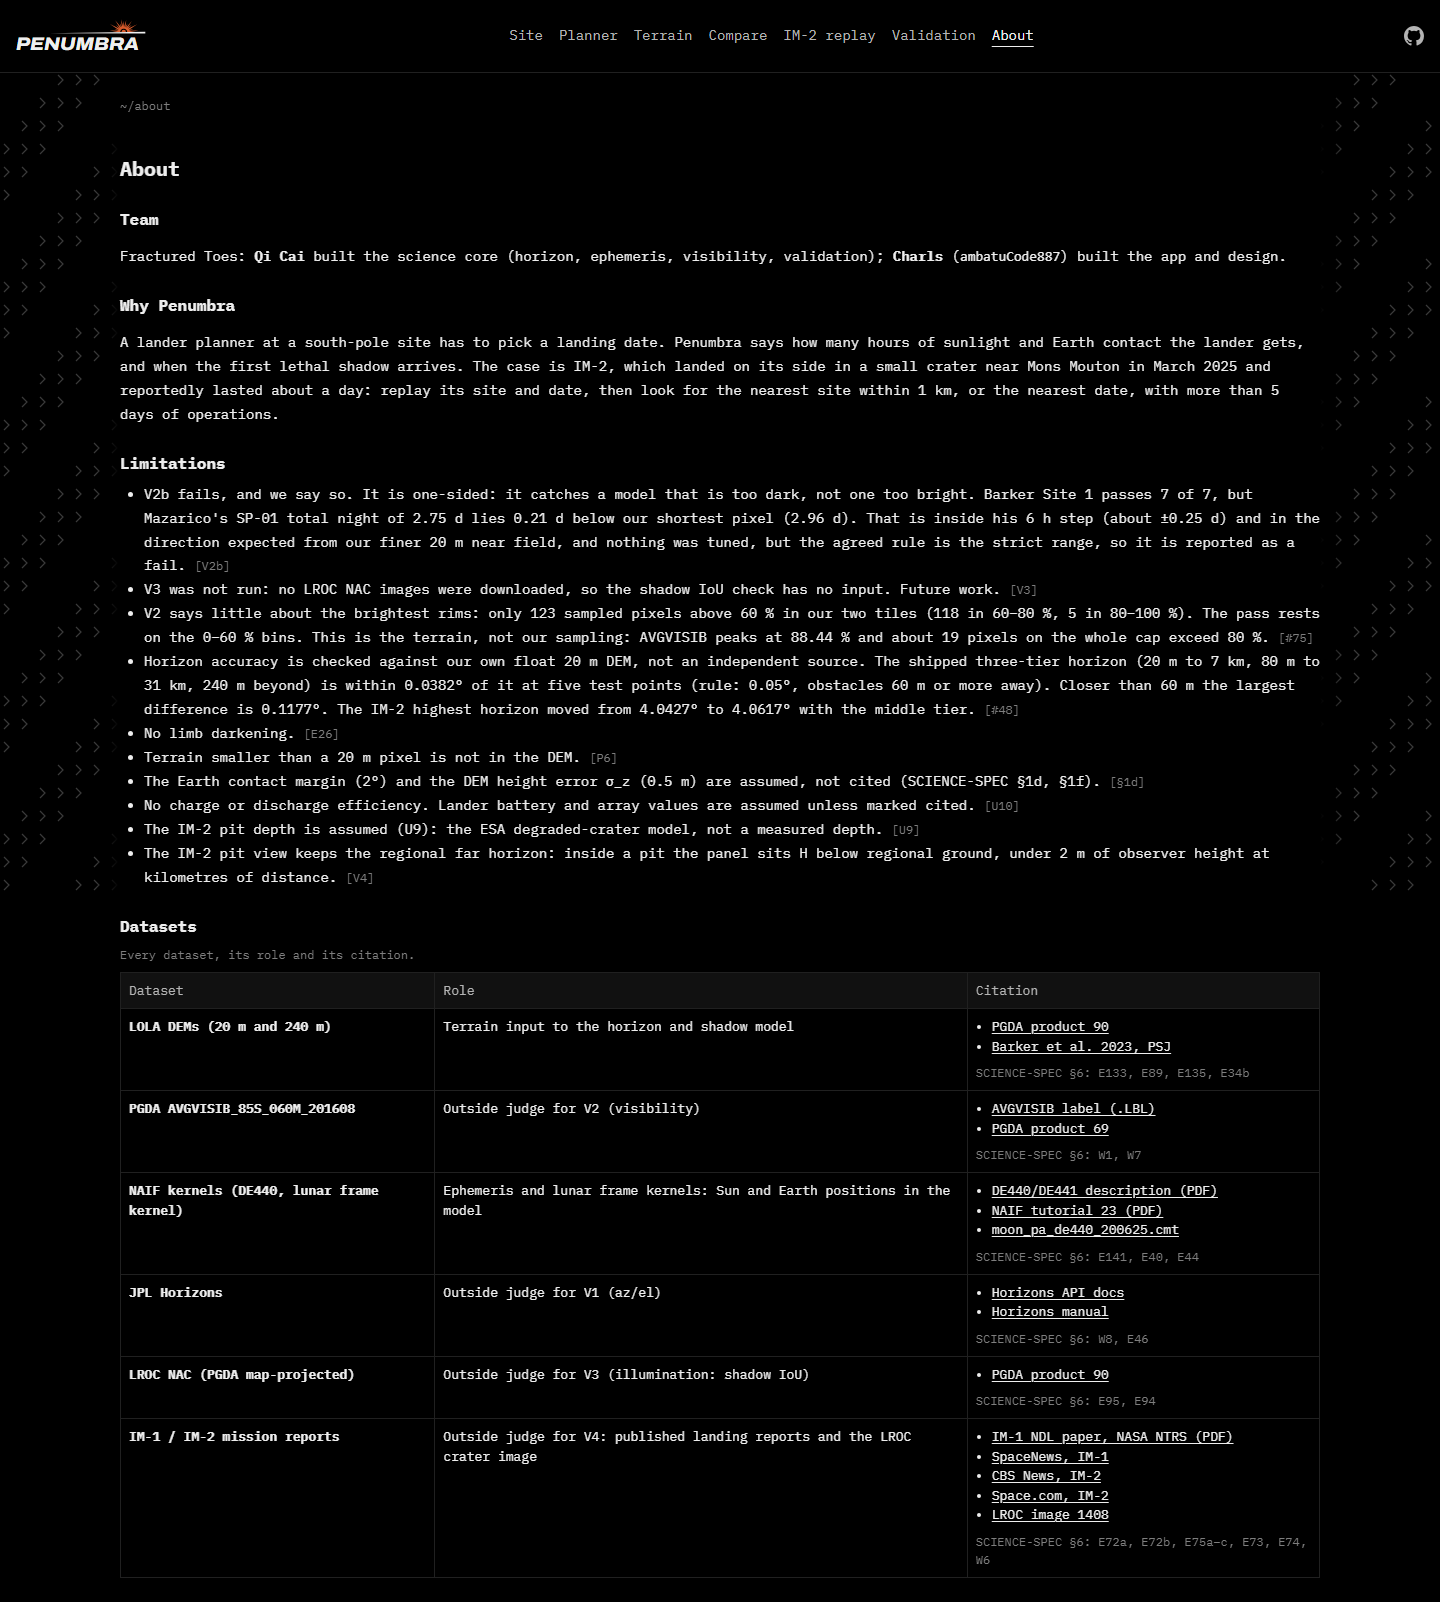 PENUMBRA
Site Planner Terrain Compare IM-2 replay Validation About
~/about
About
Team
Fractured Toes: Qi Cai built the science core (horizon, ephemeris, visibility, validation); Charls (ambatuCode887) built the app and design.
Why Penumbra
A lander planner at a south-pole site has to pick a landing date. Penumbra says how many hours of sunlight and Earth contact the lander gets,
and when the first lethal shadow arrives. The case is IM-2, which landed on its side in a small crater near Mons Mouton in March 2025 and
reportedly lasted about a day: replay its site and date, then look for the nearest site within 1 km, or the nearest date, with more than 5
days of operations.
Limitations
• V2b fails, and we say so. It is one-sided: it catches a model that is too dark, not one too bright. Barker Site 1 passes 7 of 7, but
Mazarico's SP-01 total night of 2.75 d lies 0.21 d below our shortest pixel (2.96 d). That is inside his 6 h step (about ±0.25 d) and in the
direction expected from our finer 20 m near field, and nothing was tuned, but the agreed rule is the strict range, so it is reported as a
fail. [V2b]
• V3 was not run: no LROC NAC images were downloaded, so the shadow IoU check has no input. Future work. [V3]
• V2 says little about the brightest rims: only 123 sampled pixels above 60 % in our two tiles (118 in 60–80 %, 5 in 80–100 %). The pass rests
on the 0–60 % bins. This is the terrain, not our sampling: AVGVISIB peaks at 88.44 % and about 19 pixels on the whole cap exceed 80 %. [#75]
• Horizon accuracy is checked against our own float 20 m DEM, not an independent source. The shipped three-tier horizon (20 m to 7 km, 80 m to
31 km, 240 m beyond) is within 0.0382° of it at five test points (rule: 0.05°, obstacles 60 m or more away). Closer than 60 m the largest
difference is 0.1177°. The IM-2 highest horizon moved from 4.0427° to 4.0617° with the middle tier. [#48]
• No limb darkening. [E26]
• Terrain smaller than a 20 m pixel is not in the DEM. [P6]
• The Earth contact margin (2°) and the DEM height error σ_z (0.5 m) are assumed, not cited (SCIENCE-SPEC §1d, §1f). [§1d]
• No charge or discharge efficiency. Lander battery and array values are assumed unless marked cited. [U10]
• The IM-2 pit depth is assumed (U9): the ESA degraded-crater model, not a measured depth. [U9]
• The IM-2 pit view keeps the regional far horizon: inside a pit the panel sits H below regional ground, under 2 m of observer height at
kilometres of distance. [V4]
Datasets
Every dataset, its role and its citation.
Dataset Role Citation
LOLA DEMs (20 m and 240 m) Terrain input to the horizon and shadow model
• PGDA product 90
• Barker et al. 2023, PSJ
SCIENCE-SPEC §6: E133, E89, E135, E34b
PGDA AVGVISIB_85S_060M_201608 Outside judge for V2 (visibility)
• AVGVISIB label (.LBL)
• PGDA product 69
SCIENCE-SPEC §6: W1, W7
NAIF kernels (DE440, lunar frame
kernel)
Ephemeris and lunar frame kernels: Sun and Earth positions in the
model
• DE440/DE441 description (PDF)
• NAIF tutorial 23 (PDF)
• moon_pa_de440_200625.cmt
SCIENCE-SPEC §6: E141, E40, E44
JPL Horizons Outside judge for V1 (az/el)
• Horizons API docs
• Horizons manual
SCIENCE-SPEC §6: W8, E46
LROC NAC (PGDA map-projected) Outside judge for V3 (illumination: shadow IoU)
• PGDA product 90
SCIENCE-SPEC §6: E95, E94
IM-1 / IM-2 mission reports
Outside judge for V4: published landing reports and the LROC
crater image
• IM-1 NDL paper, NASA NTRS (PDF)
• SpaceNews, IM-1
• CBS News, IM-2
• Space.com, IM-2
• LROC image 1408
SCIENCE-SPEC §6: E72a, E72b, E75a–c, E73, E74,
W6